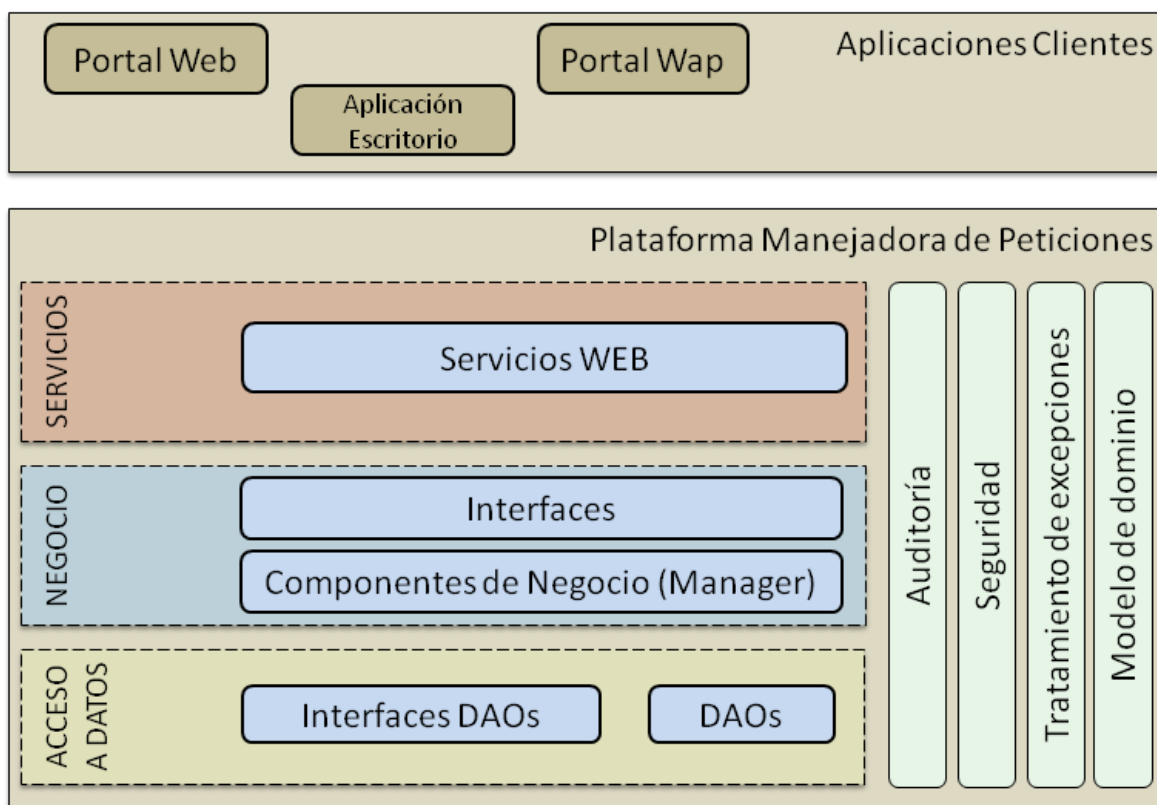 Portal Web
Portal Wap
Aplicaciones Clientes
Aplicación
Escritorio
Plataforma Manejadora de Peticiones
SERVICIOS
Servicios WEB
NEGOCIO
Interfaces
Componentes de Negocio (Manager)
ACCESO
A DATOS
Interfaces DAOs
DAOs
Auditoría
Seguridad
Tratamiento de excepciones
Modelo de dominio